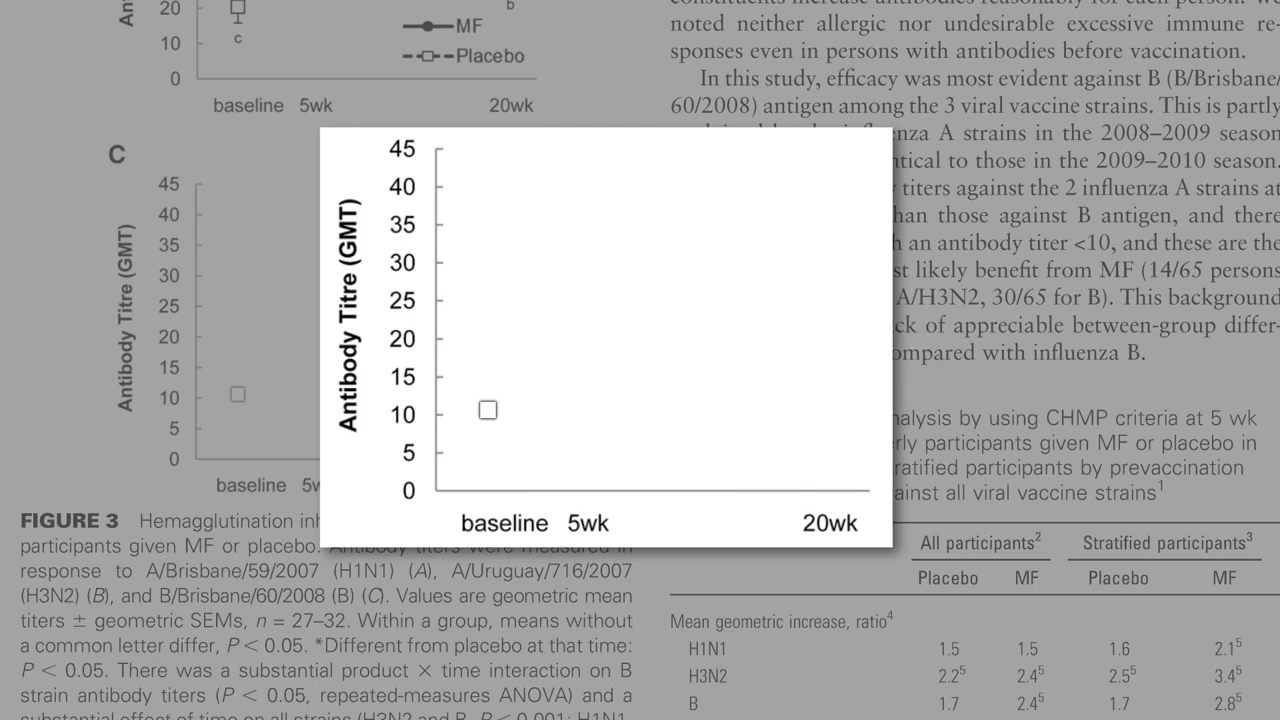 20
10
0
b
c
MF
Placebo
baseline 5wk 20wk
C
45
40
35
30
25
20
15
10
5
0
Antibody Titre (GMT)
baseline
FIGURE 3 Hemagglutination
participants given MF or placebo.
response to A/Brisbane/59/2007 (H1N1) (A), A/Uruguay/716/2007
(H3N2) (B), and B/Brisbane/60/2008 (B) (C). Values are geometric mean
titers ± geometric SEMs, n = 27–32. Within a group, means without
a common letter differ, P < 0.05. *Different from placebo at that time:
P < 0.05. There was a substantial product × time interaction on B
strain antibody titers (P < 0.05, repeated-measures ANOVA) and a
45
40
35
30
25
20
15
10
5
0
Antibody Titre (GMT)
baseline 5wk 20wk
constituents increase antibodies reasonably for each person. We
noted neither allergic nor undesirable excessive immune re-
sponses even in persons with antibodies before vaccination.
In this study, efficacy was most evident against B (B/Brisbane/
60/2008) antigen among the 3 viral vaccine strains. This is partly
A strains in the 2008–2009 season
to those in the 2009–2010 season.
titers against the 2 influenza A strains at
than those against B antigen, and there
an antibody titer <10, and these are the
likely benefit from MF (14/65 persons
A/H3N2, 30/65 for B). This background
of appreciable between-group differ-
compared with influenza B.
analysis by using CHMP criteria at 5 wk
participants given MF or placebo in
stratified participants by prevaccination
against all viral vaccine strains1
All participants2 Stratified participants3
Placebo MF Placebo MF
Mean geometric increase, ratio4
H1N1 1.5 1.5 1.6 2.15
H3N2 2.25 2.45 2.55 3.45
B 1.7 2.45 1.7 2.85